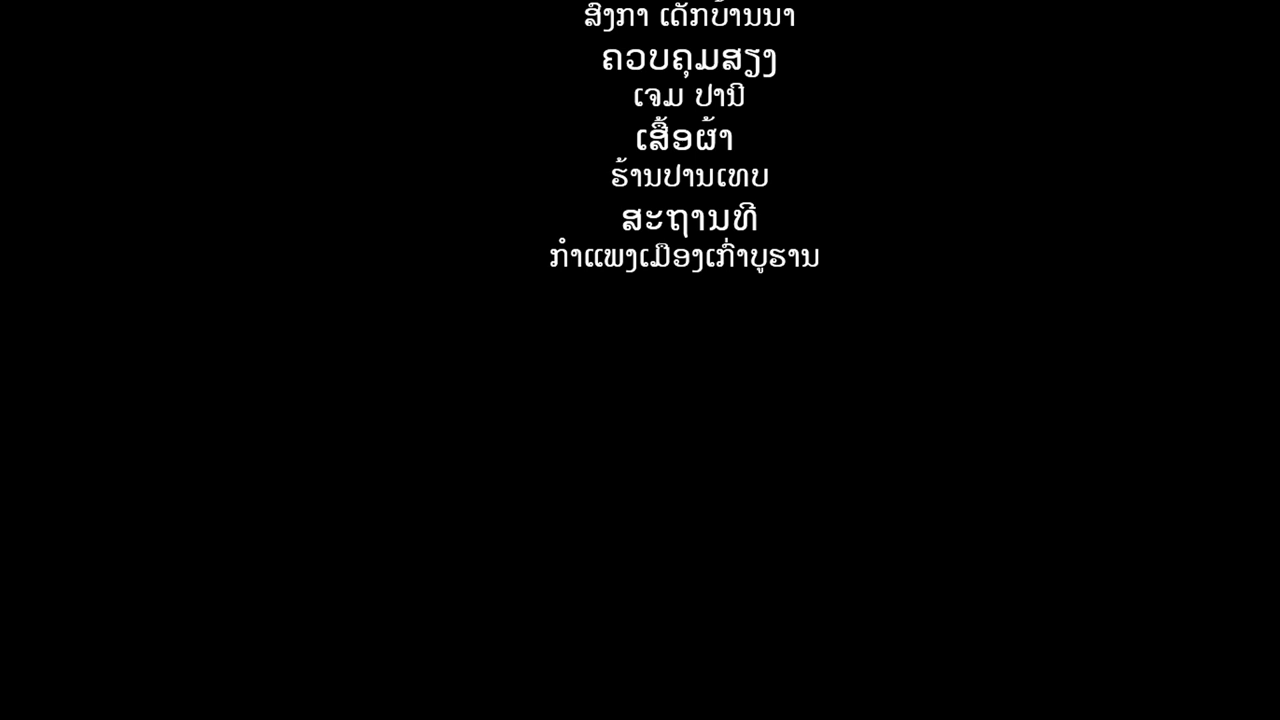 ສິງກາ ເດັກບ້ານນາ
ຄວບຄຸມສຽງ
ເຈມ ປານີ
ເສື້ອຜ້າ
ຮ້ານປານເທບ
ສະຖານທີ
ກຳແພງເມືອງເກົ່າບູຮານ